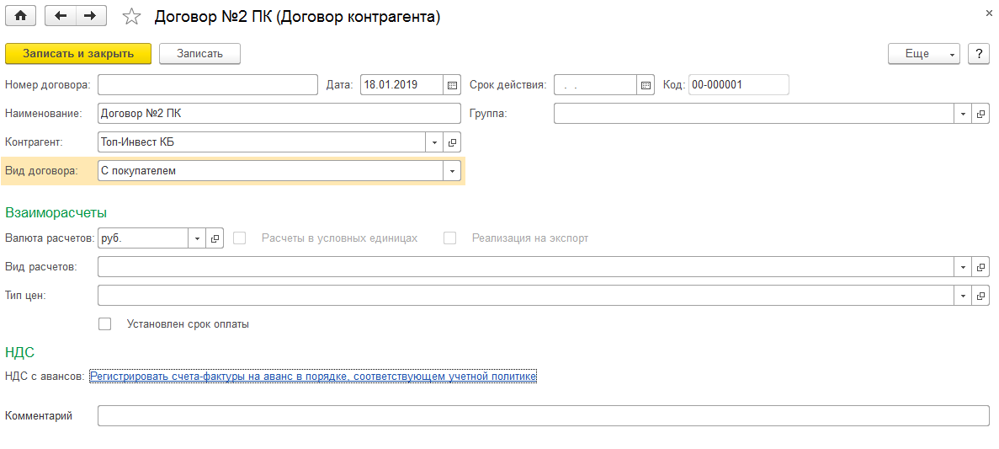 Договор №2 ПК (Договор контрагента)
Записать и закрыть Записать Еще ?
Номер договора: Дата: 18.01.2019 Срок действия: . . Код: 00-000001
Наименование: Договор №2 ПК Группа:
Контрагент: Топ-Инвест КБ
Вид договора: С покупателем
Взаиморасчеты
Валюта расчетов: руб. Расчеты в условных единицах Реализация на экспорт
Вид расчетов:
Тип цен:
Установлен срок оплаты
НДС
НДС с авансов: Регистрировать счета-фактуры на аванс в порядке, соответствующем учетной политике
Комментарий